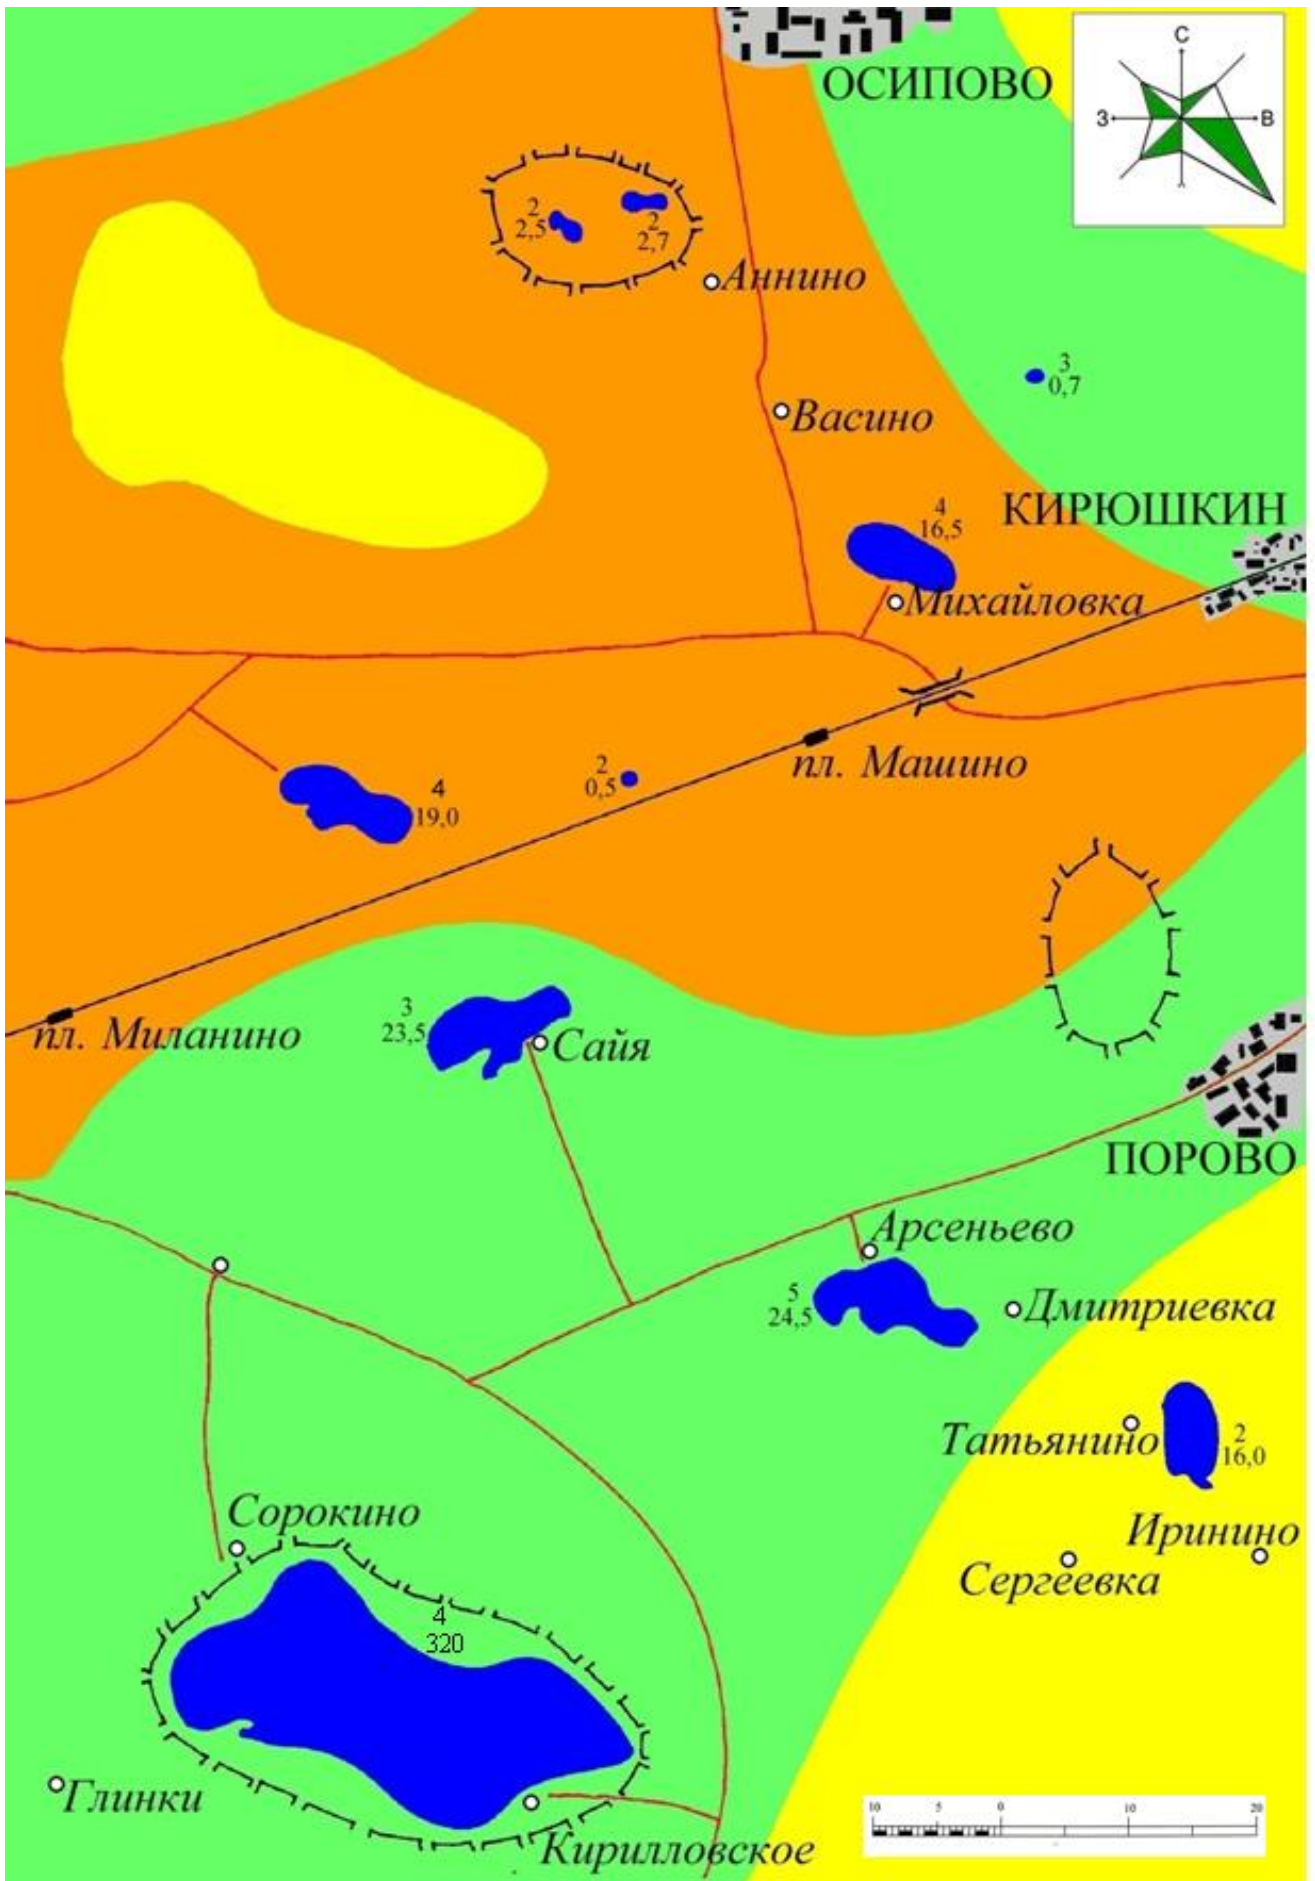 ОСИПОВО
С
З
В
2
2,5
2
2,7
Аннино
3
0,7
Васино
КИРЮШКИН
4
16,5
Михайловка
пл. Машино
2
0,5
4
19,0
3
23,5
Сайя
пл. Миланино
ПОРОВО
Арсеньево
5
24,5
Дмитриевка
Татьянино
2
16,0
Иринино
Сергеевка
Сорокино
4
320
Глинки
Кирилловское
10 5 0 10 20